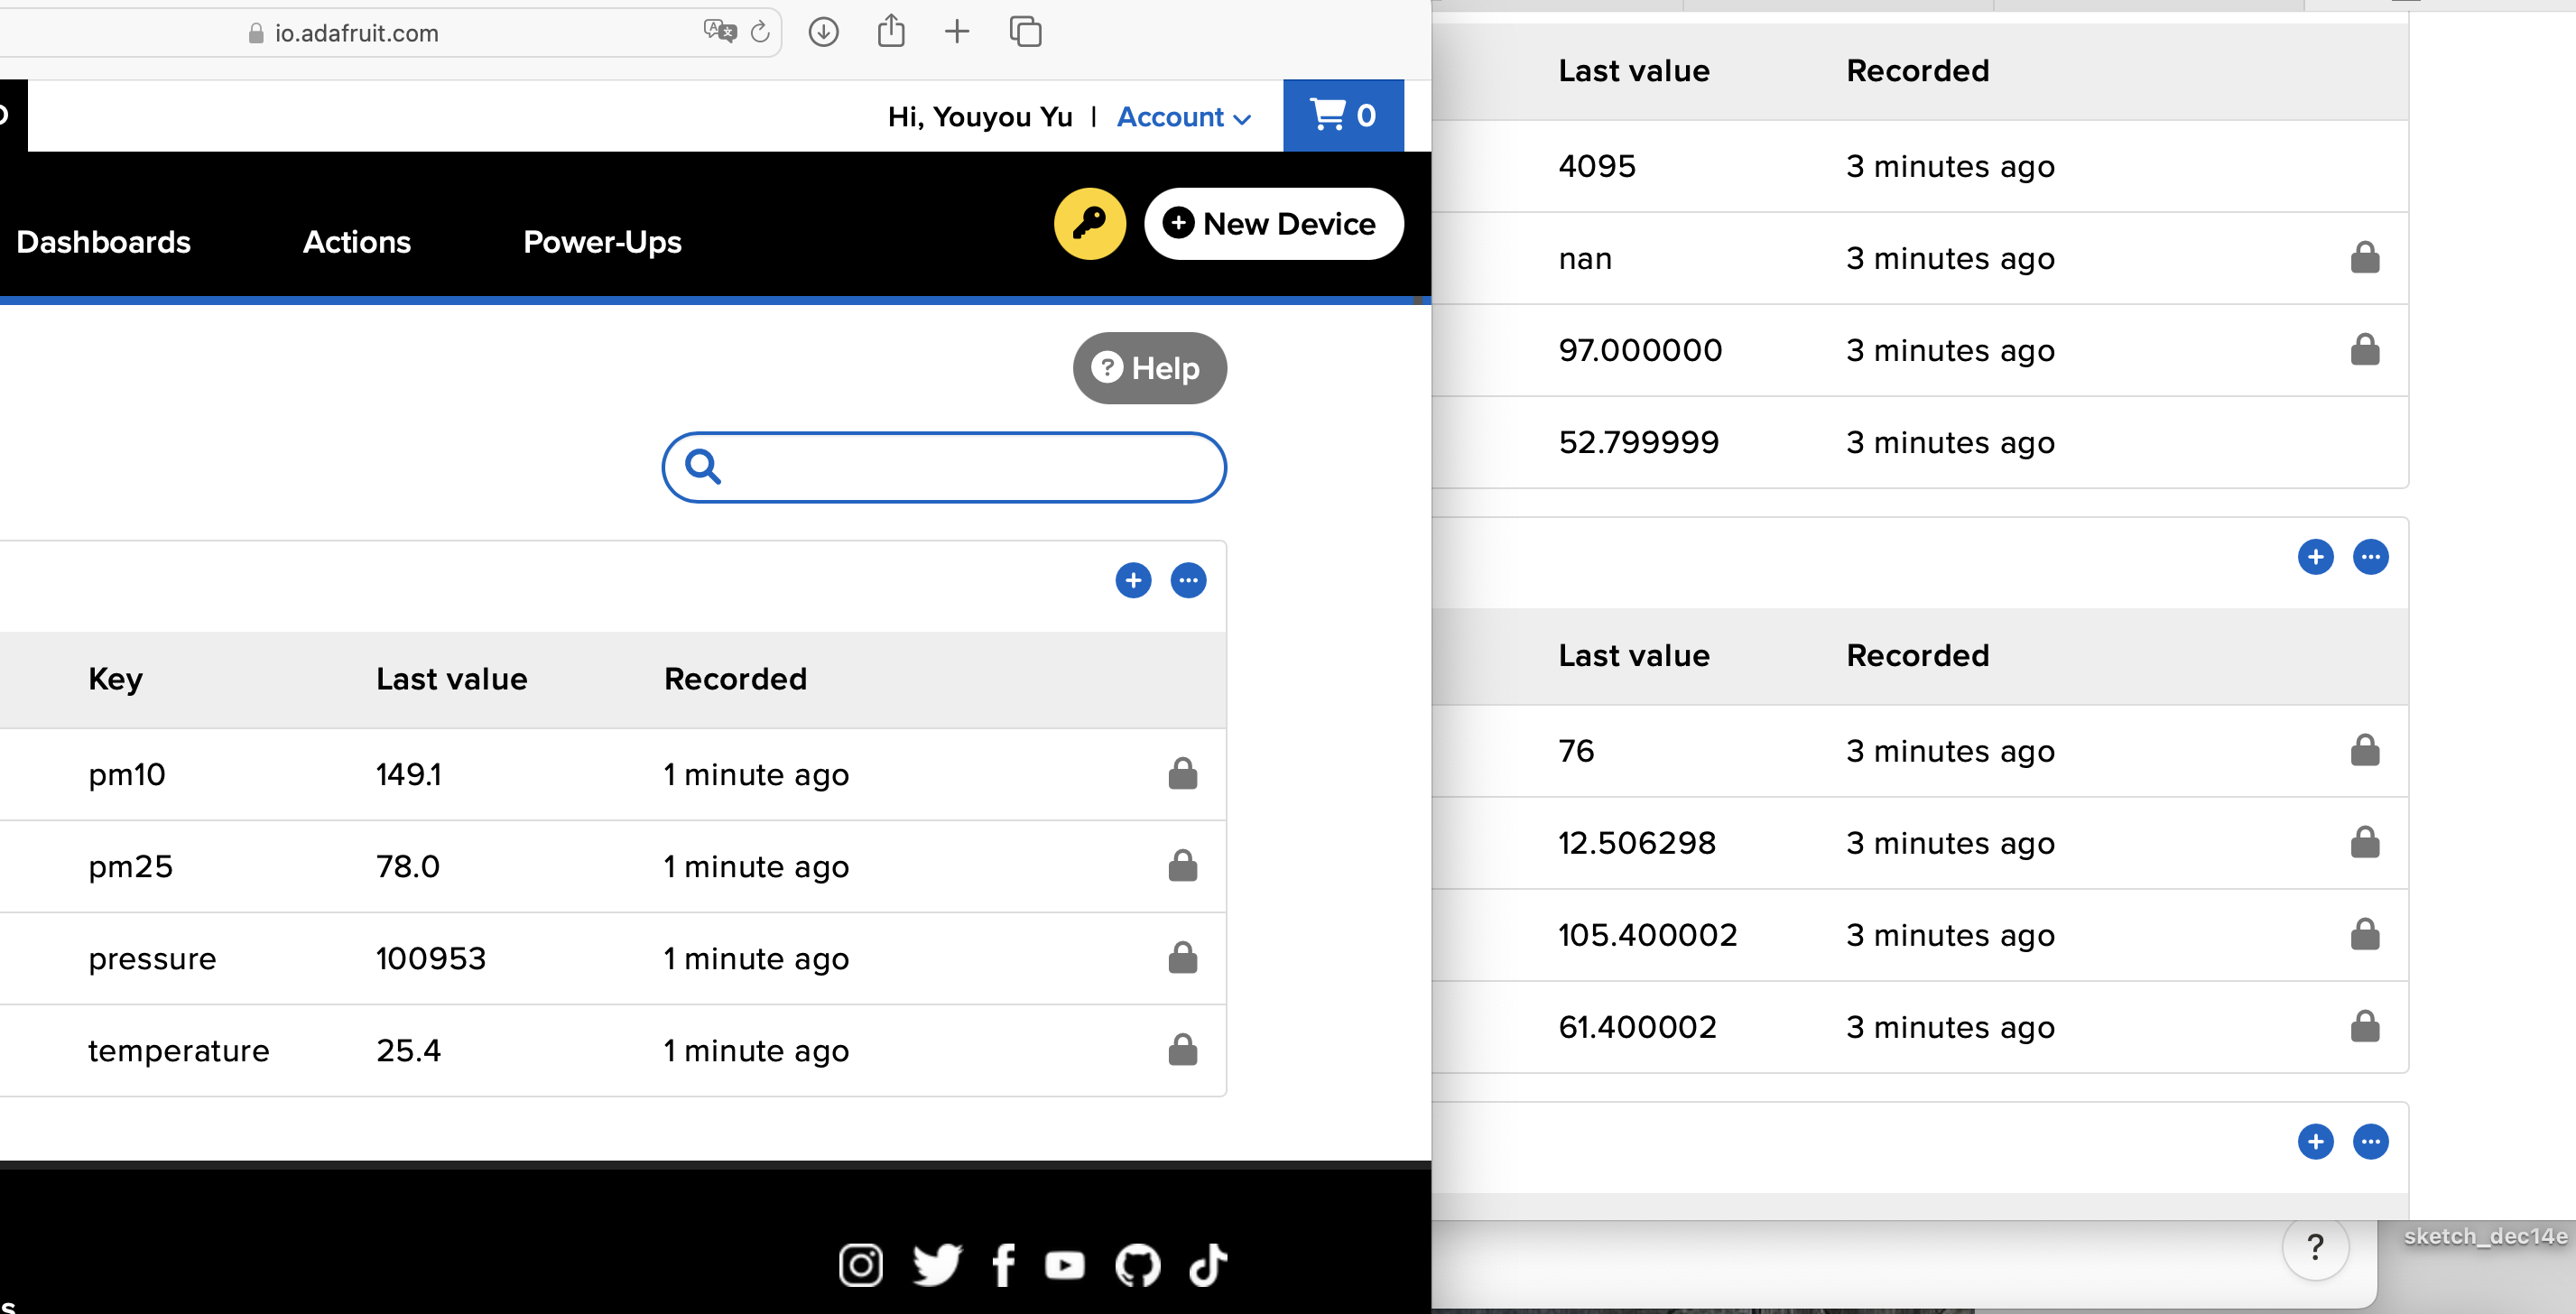 io.adafruit.com
Hi, Youyou Yu | Account
0
Dashboards Actions Power-Ups
New Device
Help
Key Last value Recorded
pm10 149.1 1 minute ago
pm25 78.0 1 minute ago
pressure 100953 1 minute ago
temperature 25.4 1 minute ago
Last value Recorded
4095 3 minutes ago
nan 3 minutes ago
97.000000 3 minutes ago
52.799999 3 minutes ago
Last value Recorded
76 3 minutes ago
12.506298 3 minutes ago
105.400002 3 minutes ago
61.400002 3 minutes ago
?
sketch_dec14e